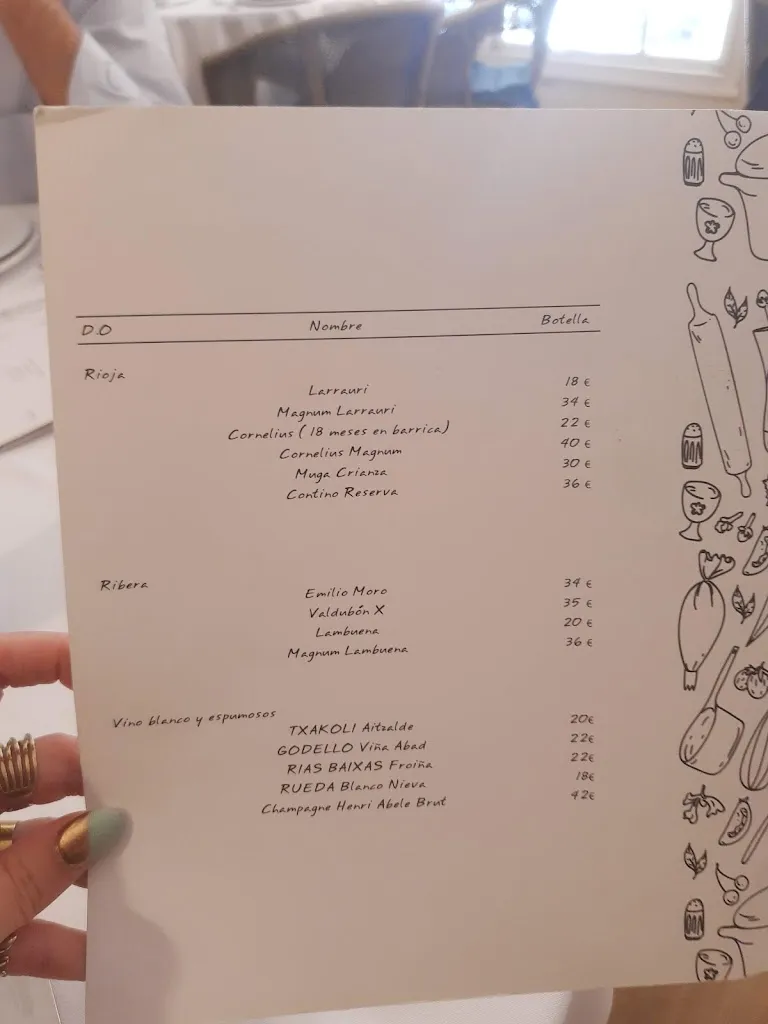 D.O Nombre Botella
Rioja
Larrauri 18 €
Magnum Larrauri 34 €
Cornelius ( 18 meses en barrica) 22 €
Cornelius Magnum 40 €
Muga Crianza 30 €
Contino Reserva 36 €
Ribera
Emilio Moro 34 €
Valdubón X 35 €
Lambuena 20 €
Magnum Lambuena 36 €
Vino blanco y espumosos
TXAKOLI Aitzalde 20€
GODELLO Viña Abad 22€
RIAS BAIXAS Froiña 22€
RUEDA Blanco Nieva 18€
Champagne Henri Abele Brut 42€